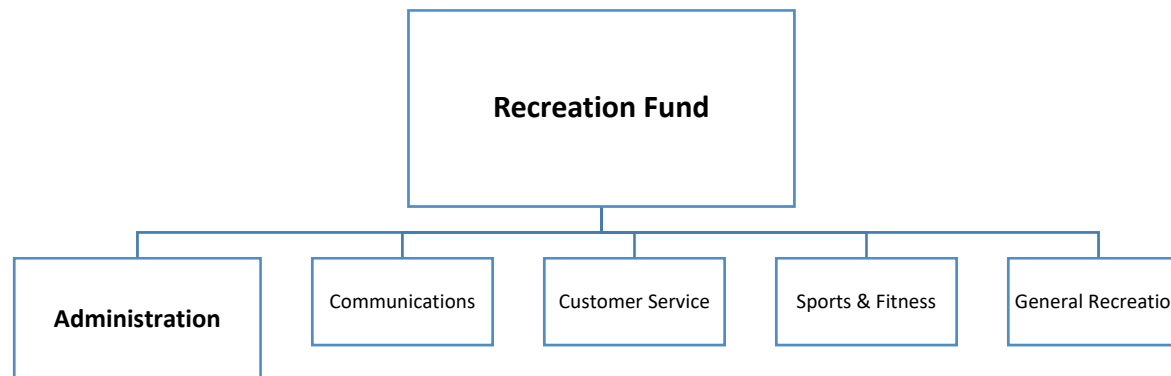 Recreation Fund
Administration
Communications
Customer Service
Sports & Fitness
General Recreatio